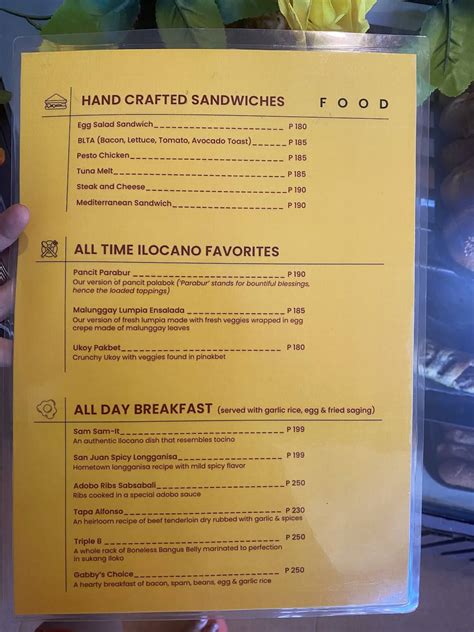 HAND CRAFTED SANDWICHES FOOD
Egg Salad Sandwich P 180
BLTA (Bacon, Lettuce, Tomato, Avocado Toast) P 185
Pesto Chicken P 185
Tuna Melt P 185
Steak and Cheese P 190
Mediterranean Sandwich P 190
ALL TIME ILOCANO FAVORITES
Pancit Parabur P 190
Our version of pancit palabok ('Parabur' stands for bountiful blessings,
hence the loaded toppings)
Malunggay Lumpia Ensalada P 185
Our version of fresh lumpia made with fresh veggies wrapped in egg
crepe made of malunggay leaves
Ukoy Pakbet P 180
Crunchy Ukoy with veggies found in pinakbet
ALL DAY BREAKFAST (served with garlic rice, egg & fried saging)
Sam Sam-It P 199
An authentic Ilocano dish that resembles tocino
San Juan Spicy Longganisa P 199
Hometown longganisa recipe with mild spicy flavor
Adobo Ribs Sabsabali P 250
Ribs cooked in a special adobo sauce
Tapa Alfonso P 230
An heirloom recipe of beef tenderloin dry rubbed with garlic & spices
Triple B P 250
A whole rack of Boneless Bangus Belly marinated to perfection
in sukang iloko
Gabby's Choice P 250
A hearty breakfast of bacon, spam, beans, egg & garlic rice